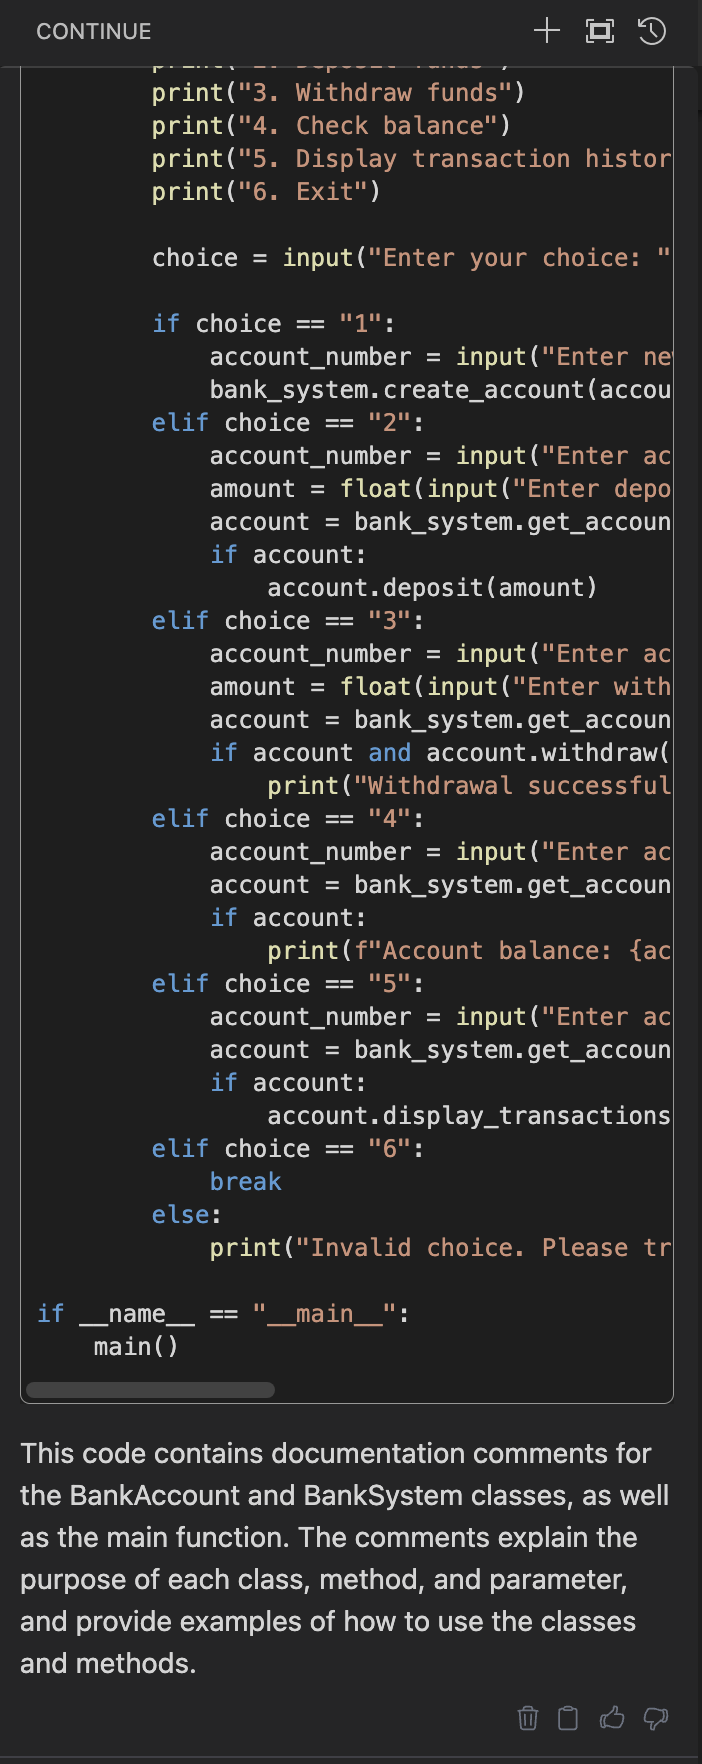 CONTINUE
print("2. Deposit funds")
print("3. Withdraw funds")
print("4. Check balance")
print("5. Display transaction histor
print("6. Exit")
choice = input("Enter your choice: "
if choice == "1":
account_number = input("Enter ne
bank_system.create_account(accou
elif choice == "2":
account_number = input("Enter ac
amount = float(input("Enter depo
account = bank_system.get_accoun
if account:
account.deposit(amount)
elif choice == "3":
account_number = input("Enter ac
amount = float(input("Enter with
account = bank_system.get_accoun
if account and account.withdraw(
print("Withdrawal successful
elif choice == "4":
account_number = input("Enter ac
account = bank_system.get_accoun
if account:
print(f"Account balance: {ac
elif choice == "5":
account_number = input("Enter ac
account = bank_system.get_accoun
if account:
account.display_transactions
elif choice == "6":
break
else:
print("Invalid choice. Please tr
if __name__ == "__main__":
main()
This code contains documentation comments for
the BankAccount and BankSystem classes, as well
as the main function. The comments explain the
purpose of each class, method, and parameter,
and provide examples of how to use the classes
and methods.